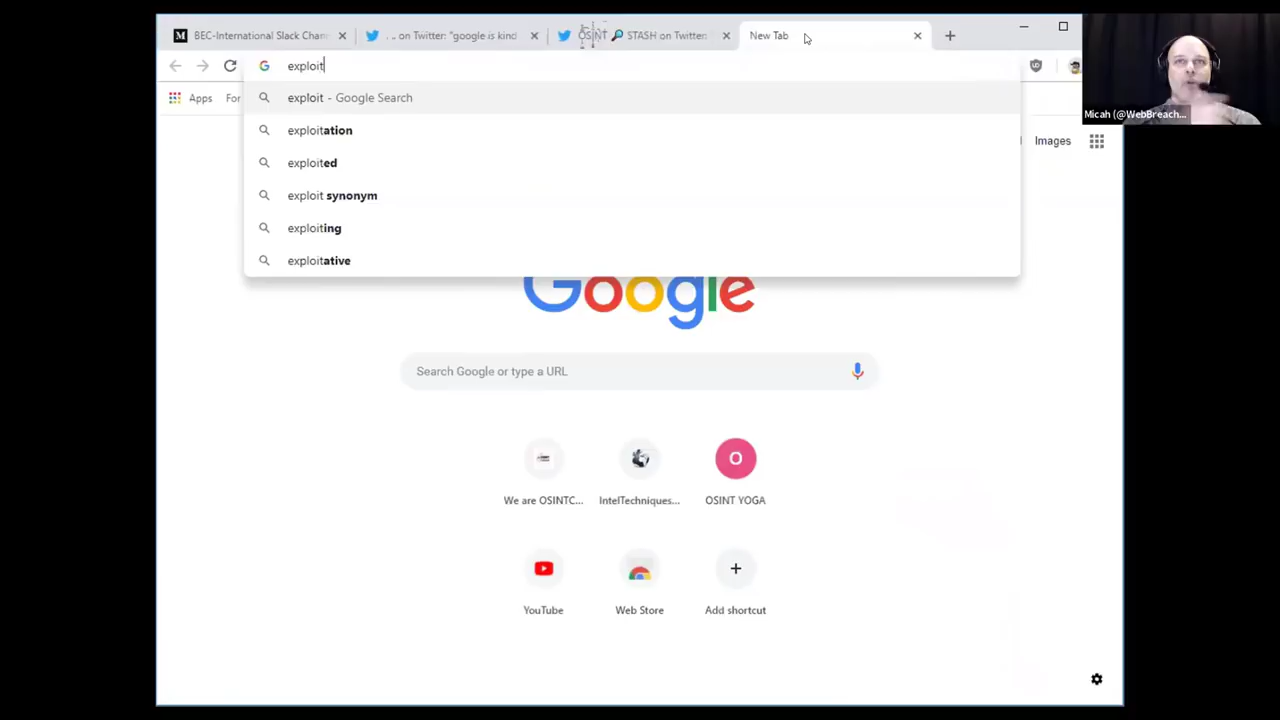 BEC-International Slack Chan
. .. on Twitter: "google is kind
OSINT 🔎 STASH on Twitter:
New Tab
exploit
Apps
For
exploit - Google Search
exploitation
exploited
exploit synonym
exploiting
exploitative
Micah (@WebBreach...
Images
Google
Search Google or type a URL
We are OSINTC...
IntelTechniques...
O
OSINT YOGA
YouTube
Web Store
Add shortcut